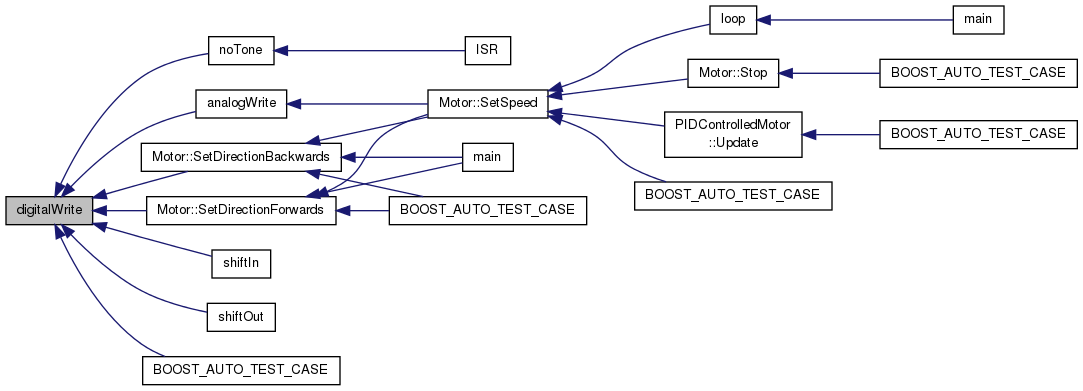 loop
main
noTone
ISR
Motor::Stop
BOOST_AUTO_TEST_CASE
analogWrite
Motor::SetSpeed
PIDControlledMotor
::Update
BOOST_AUTO_TEST_CASE
Motor::SetDirectionBackwards
main
BOOST_AUTO_TEST_CASE
digitalWrite
Motor::SetDirectionForwards
BOOST_AUTO_TEST_CASE
shiftIn
shiftOut
BOOST_AUTO_TEST_CASE